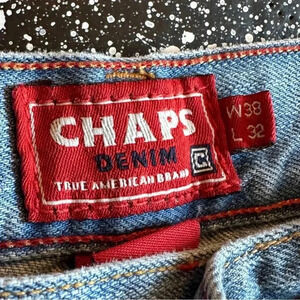 CHAPS
DENIM C
TRUE AMERICAN BRAND
W38
L 32